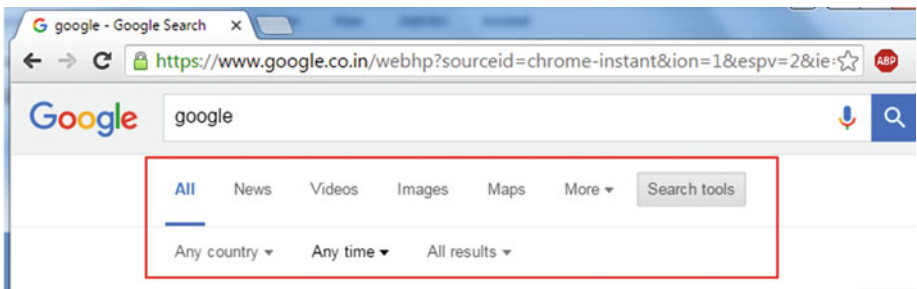 google - Google Search
https://www.google.co.in/webhp?sourceid=chrome-instant&ion=1&espv=2&ie
ABP
Google google
All News Videos Images Maps More Search tools
Any country Any time All results